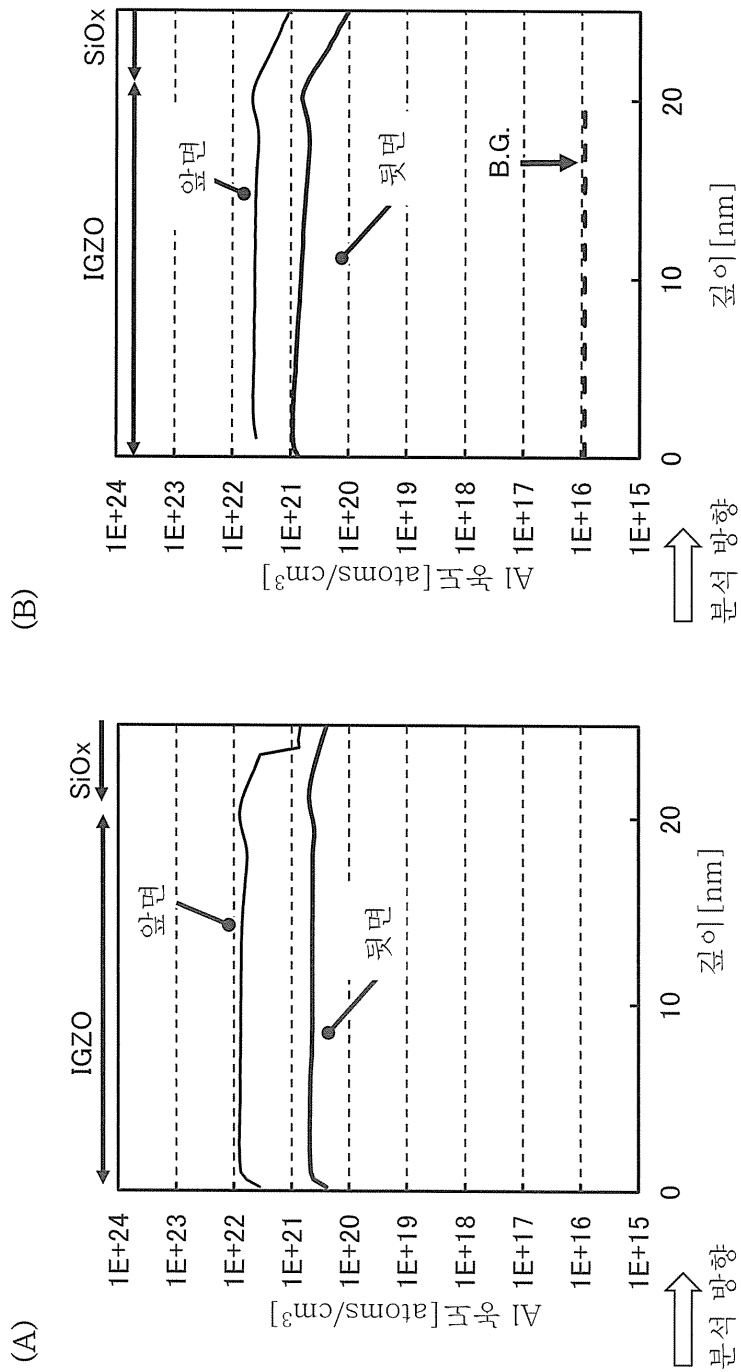 (A)
IGZO
SiOx
1E+24
1E+23
1E+22
1E+21
1E+20
1E+19
1E+18
1E+17
1E+16
1E+15
Al 농도[atoms/cm³]
앞면
뒷면
0
10
20
깊이[nm]
분석 방향
(B)
IGZO
SiOx
1E+24
1E+23
1E+22
1E+21
1E+20
1E+19
1E+18
1E+17
1E+16
1E+15
Al 농도[atoms/cm³]
앞면
뒷면
B.G.
0
10
20
깊이[nm]
분석 방향